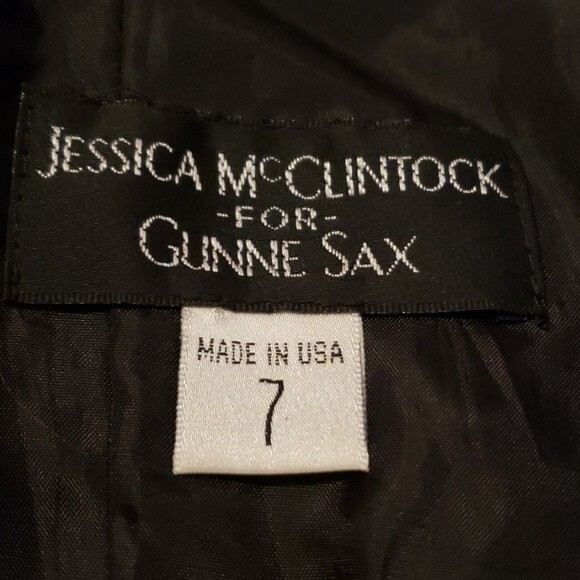 JESSICA McCLINTOCK
-FOR-
GUNNE SAX
MADE IN USA
7